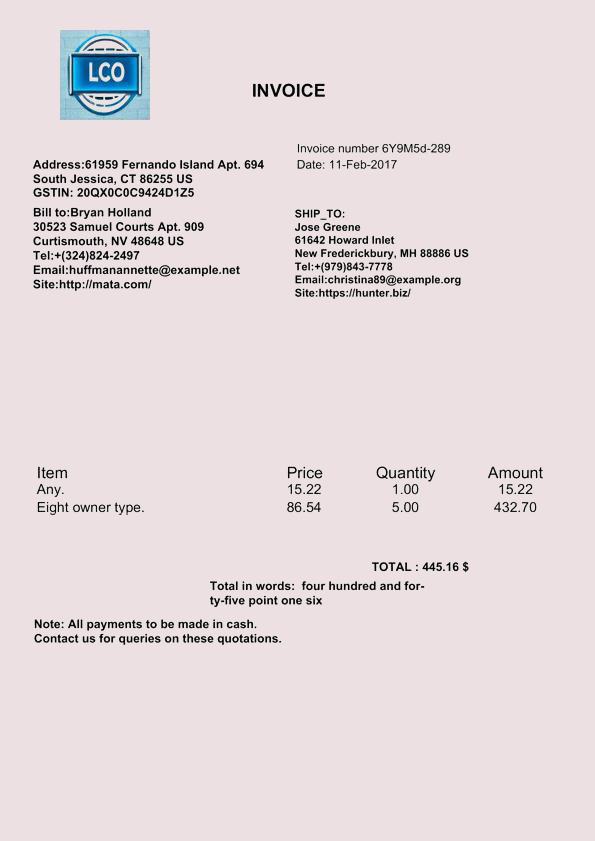 LCO
INVOICE
Invoice number 6Y9M5d-289
Date: 11-Feb-2017
Address:61959 Fernando Island Apt. 694
South Jessica, CT 86255 US
GSTIN: 20QX0C0C9424D1Z5
Bill to:Bryan Holland
30523 Samuel Courts Apt. 909
Curtismouth, NV 48648 US
Tel:+(324)824-2497
Email:huffmanannette@example.net
Site:http://mata.com/
SHIP_TO:
Jose Greene
61642 Howard Inlet
New Frederickbury, MH 88886 US
Tel:+(979)843-7778
Email:christina89@example.org
Site:https://hunter.biz/
Item Price Quantity Amount
Any. 15.22 1.00 15.22
Eight owner type. 86.54 5.00 432.70
TOTAL : 445.16 $
Total in words: four hundred and for-
ty-five point one six
Note: All payments to be made in cash.
Contact us for queries on these quotations.